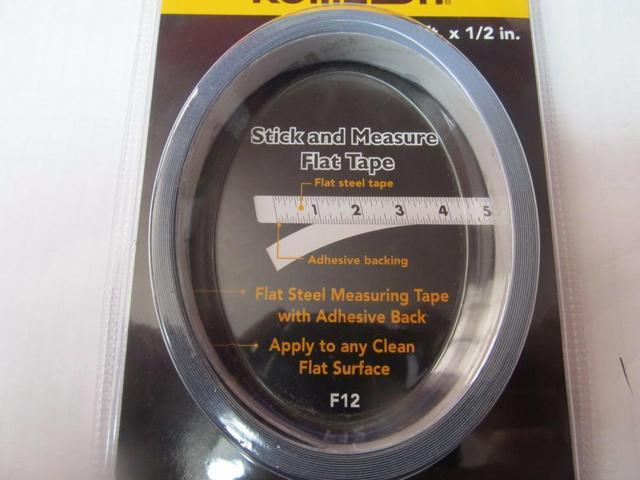 x 1/2 in.
Stick and Measure
Flat Tape
Flat steel tape
1 2 3 4 5
Adhesive backing
Flat Steel Measuring Tape
with Adhesive Back
Apply to any Clean
Flat Surface
F12